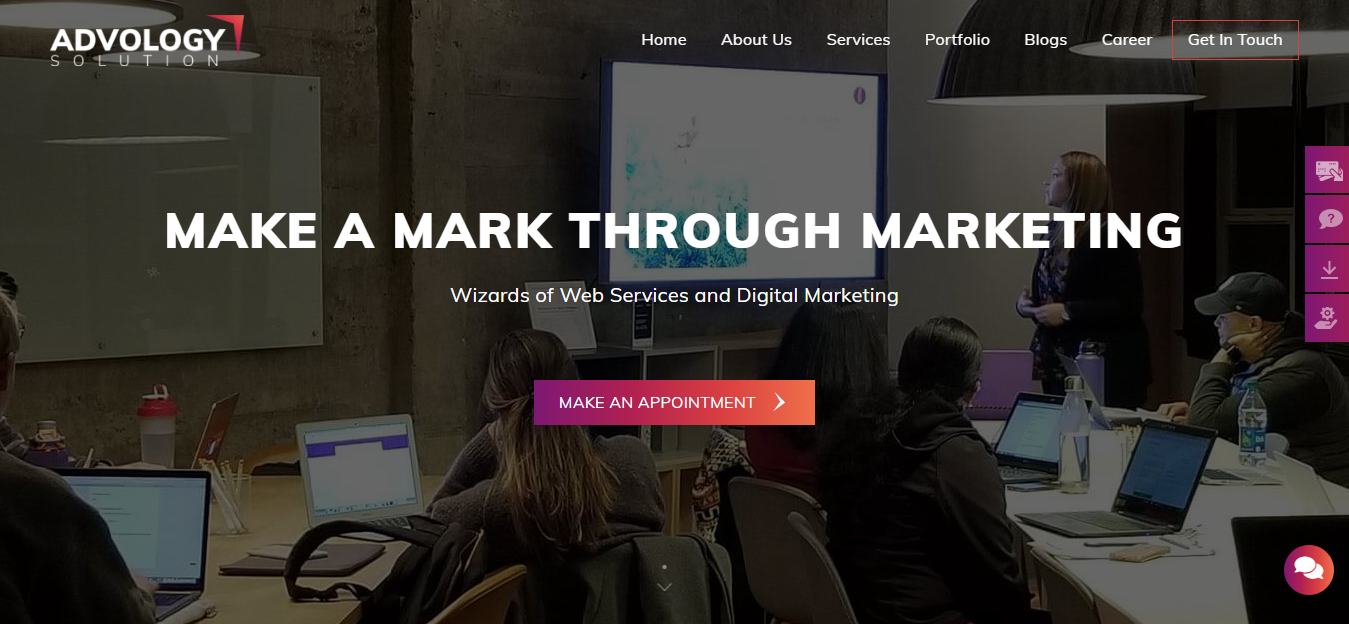 ADVOLOGY
SOLUTION
Home
About Us
Services
Portfolio
Blogs
Career
Get In Touch
MAKE A MARK THROUGH MARKETING
Wizards of Web Services and Digital Marketing
MAKE AN APPOINTMENT